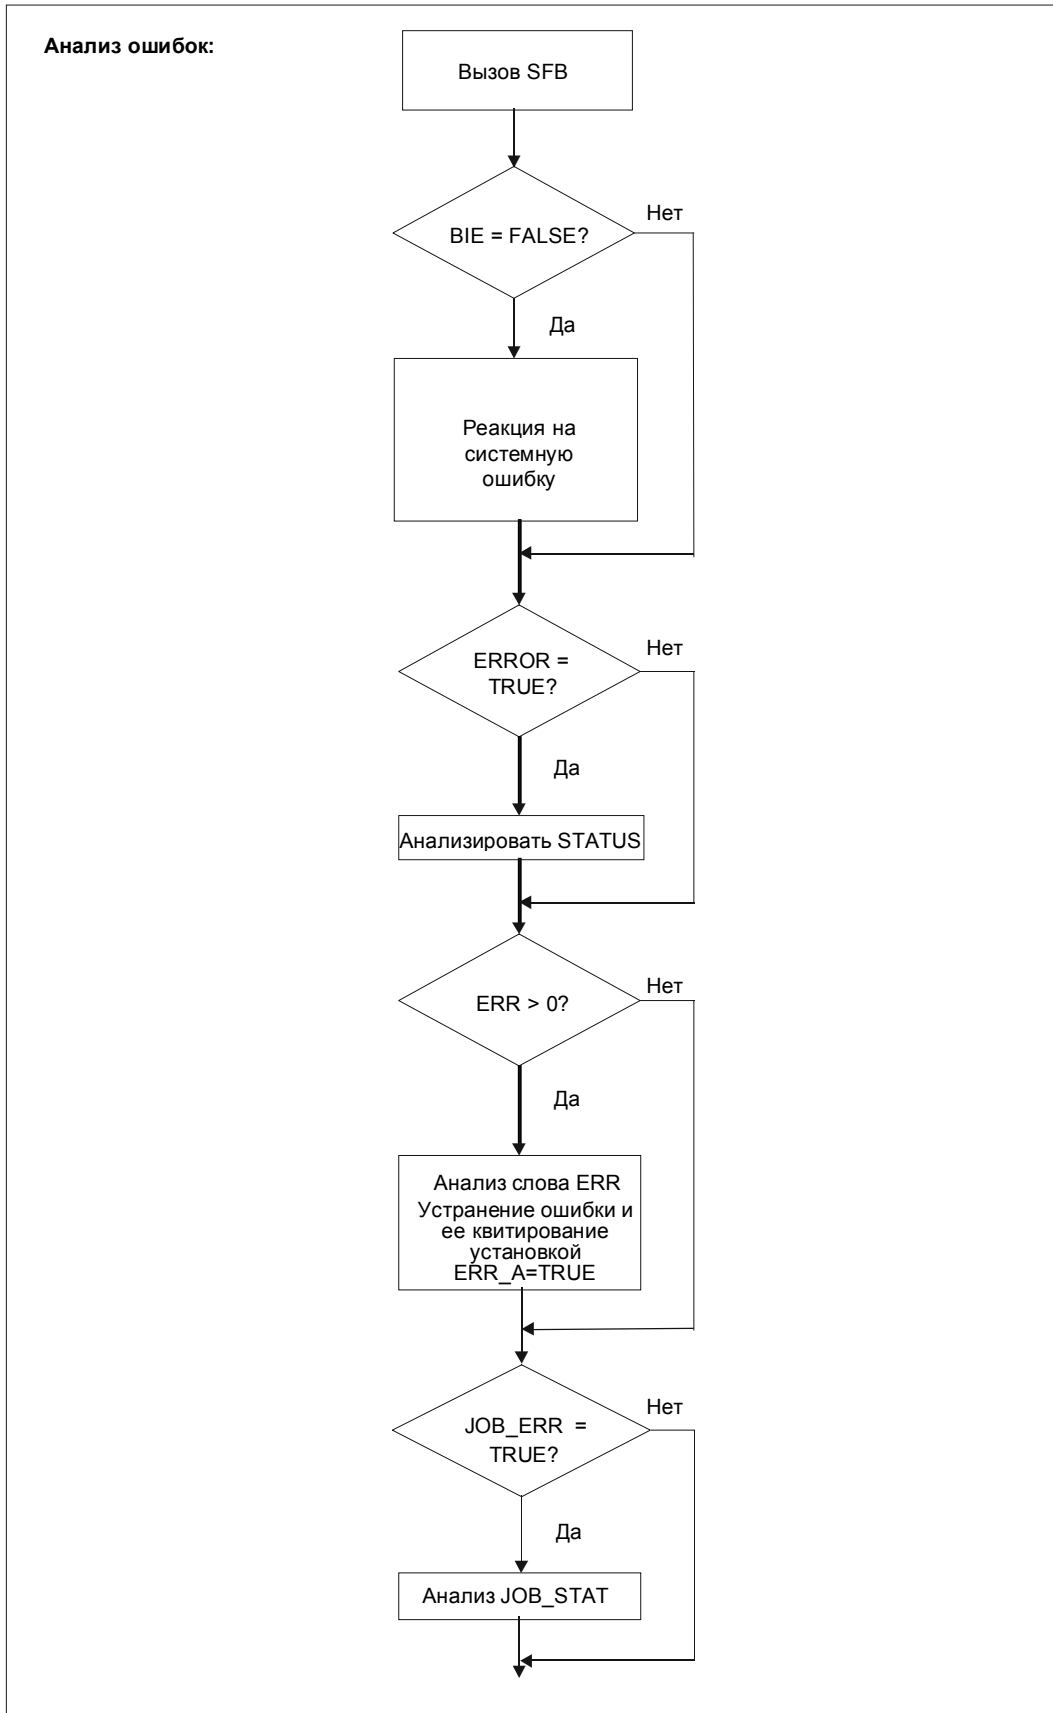 Анализ ошибок:
Вызов SFB
Нет
BIE = FALSE?
Да
Реакция на
системную
ошибку
Нет
ERROR =
TRUE?
Да
Анализировать STATUS
Нет
ERR > 0?
Да
Анализ слова ERR
Устранение ошибки и
ее квитирование
установкой
ERR_A=TRUE
Нет
JOB_ERR =
TRUE?
Да
Анализ JOB_STAT